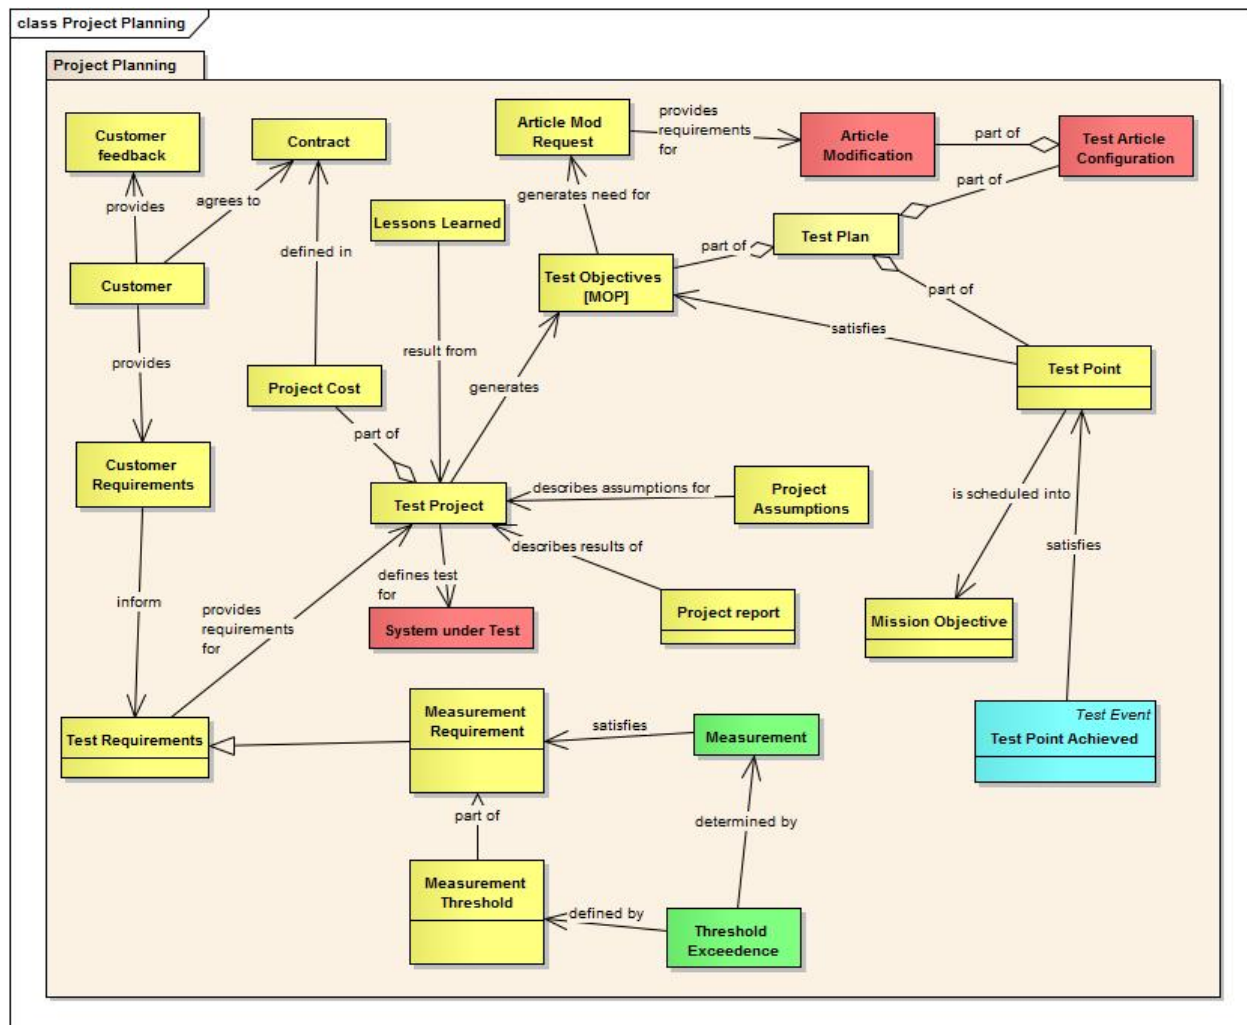 class Project Planning
Project Planning
Customer
feedback
Contract
Article Mod
Request
provides
requirements
for
Article
Modification
part of
Test Article
Configuration
provides
agrees to
generates need for
part of
Lessons Learned
Test Plan
part of
defined in
Customer
Test Objectives
[MOP]
part of
satisfies
provides
result from
generates
Project Cost
Test Point
part of
Customer
Requirements
Test Project
describes assumptions for
Project
Assumptions
is scheduled into
satisfies
describes results of
defines test
for
inform
provides
requirements
for
System under Test
Project report
Mission Objective
Test Requirements
Measurement
Requirement
satisfies
Measurement
Test Event
Test Point Achieved
part of
determined by
Measurement
Threshold
defined by
Threshold
Exceedence